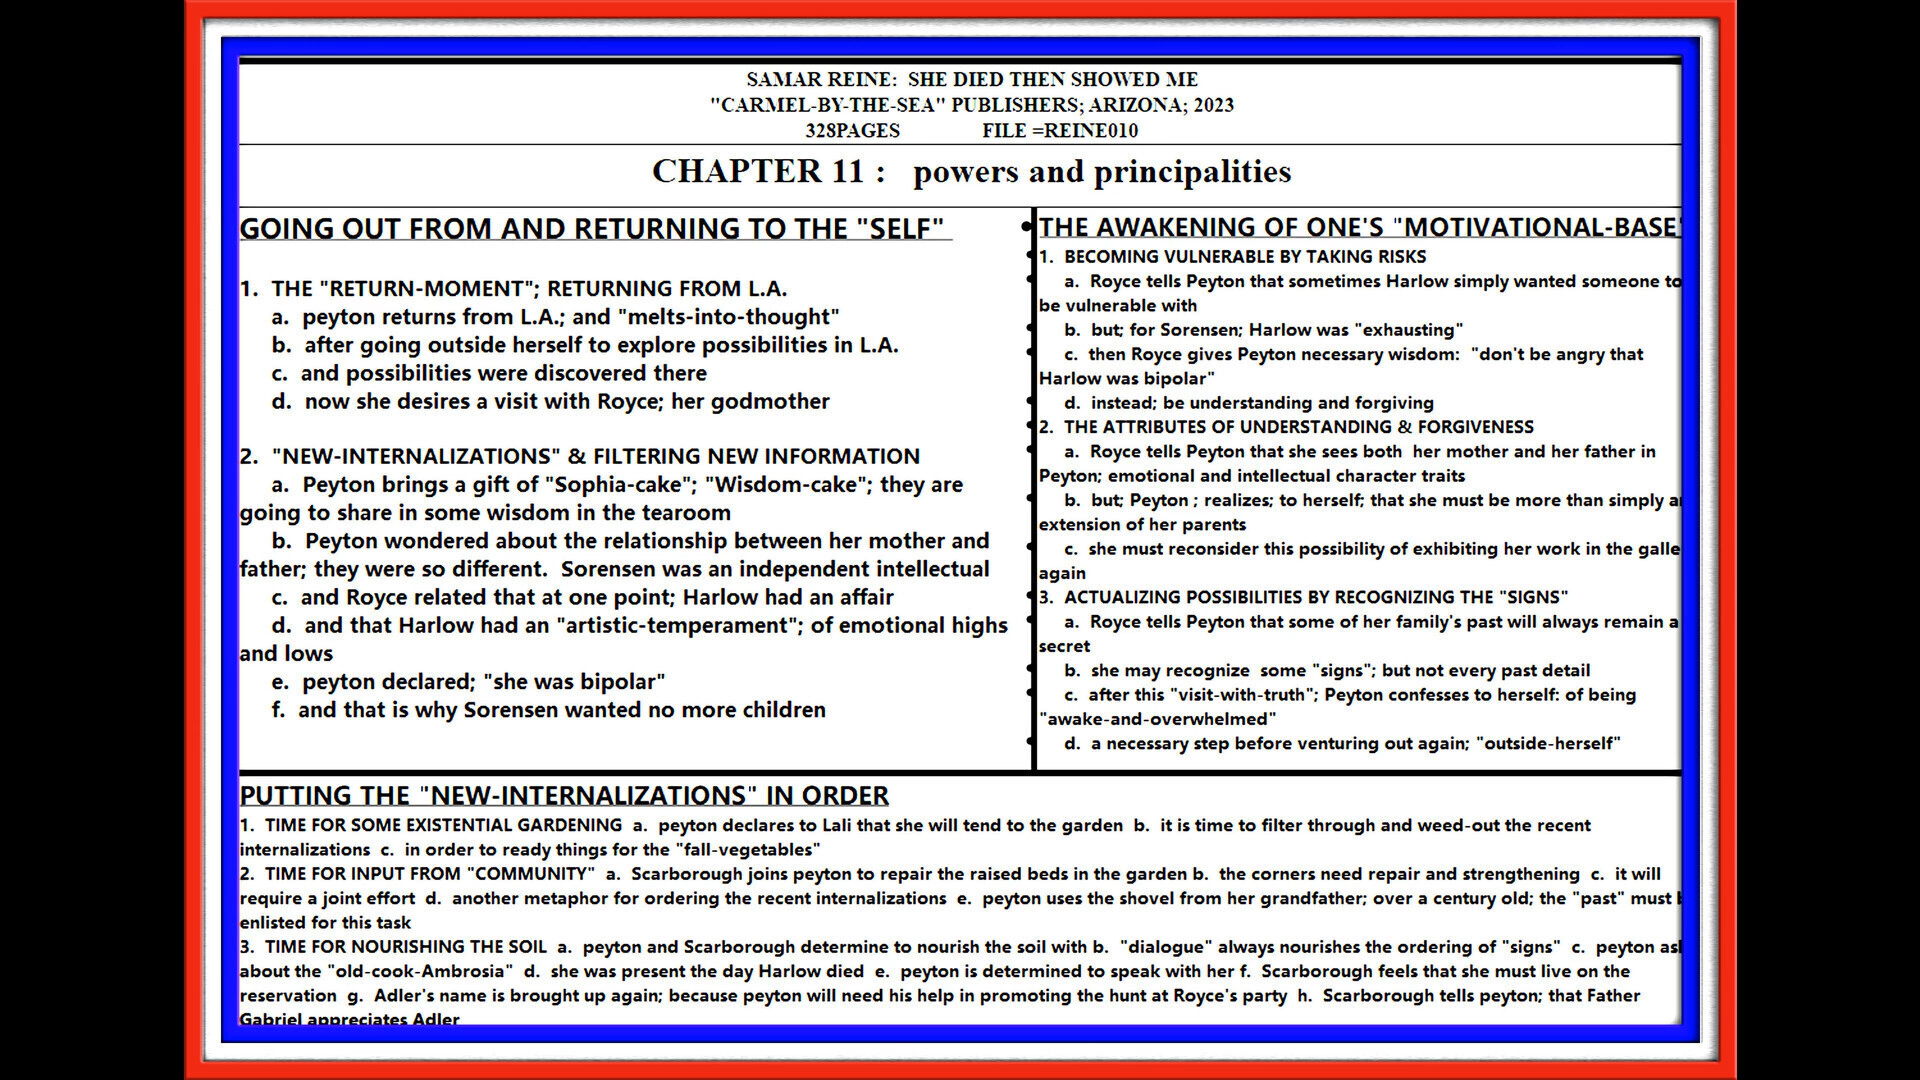 SAMAR REINE: SHE DIED THEN SHOWED ME
"CARMEL-BY-THE-SEA" PUBLISHERS; ARIZONA; 2023
328PAGES FILE =REINE010
CHAPTER 11 : powers and principalities
GOING OUT FROM AND RETURNING TO THE "SELF"
1. THE "RETURN-MOMENT"; RETURNING FROM L.A.
a. peyton returns from L.A.; and "melts-into-thought"
b. after going outside herself to explore possibilities in L.A.
c. and possibilities were discovered there
d. now she desires a visit with Royce; her godmother
2. "NEW-INTERNALIZATIONS" & FILTERING NEW INFORMATION
a. Peyton brings a gift of "Sophia-cake"; "Wisdom-cake"; they are
going to share in some wisdom in the tearoom
b. Peyton wondered about the relationship between her mother and
father; they were so different. Sorensen was an independent intellectual
c. and Royce related that at one point; Harlow had an affair
d. and that Harlow had an "artistic-temperament"; of emotional highs
and lows
e. peyton declared; "she was bipolar"
f. and that is why Sorensen wanted no more children
• THE AWAKENING OF ONE'S "MOTIVATIONAL-BASE"
1. BECOMING VULNERABLE BY TAKING RISKS
a. Royce tells Peyton that sometimes Harlow simply wanted someone to
be vulnerable with
b. but; for Sorensen; Harlow was "exhausting"
c. then Royce gives Peyton necessary wisdom: "don't be angry that
Harlow was bipolar"
d. instead; be understanding and forgiving
2. THE ATTRIBUTES OF UNDERSTANDING & FORGIVENESS
a. Royce tells Peyton that she sees both her mother and her father in
Peyton; emotional and intellectual character traits
b. but; Peyton ; realizes; to herself; that she must be more than simply
extension of her parents
c. she must reconsider this possibility of exhibiting her work in the galle
again
3. ACTUALIZING POSSIBILITIES BY RECOGNIZING THE "SIGNS"
a. Royce tells Peyton that some of her family's past will always remain a
secret
b. she may recognize some "signs"; but not every past detail
c. after this "visit-with-truth"; Peyton confesses to herself: of being
"awake-and-overwhelmed"
d. a necessary step before venturing out again; "outside-herself"
PUTTING THE "NEW-INTERNALIZATIONS" IN ORDER
1. TIME FOR SOME EXISTENTIAL GARDENING a. peyton declares to Lali that she will tend to the garden b. it is time to filter through and weed-out the recent
internalizations c. in order to ready things for the "fall-vegetables"
2. TIME FOR INPUT FROM "COMMUNITY" a. Scarborough joins peyton to repair the raised beds in the garden b. the corners need repair and strengthening c. it will
require a joint effort d. another metaphor for ordering the recent internalizations e. peyton uses the shovel from her grandfather; over a century old; the "past" must
enlisted for this task
3. TIME FOR NOURISHING THE SOIL a. peyton and Scarborough determine to nourish the soil with b. "dialogue" always nourishes the ordering of "signs" c. peyton
about the "old-cook-Ambrosia" d. she was present the day Harlow died e. peyton is determined to speak with her f. Scarborough feels that she must live on the
reservation g. Adler's name is brought up again; because peyton will need his help in promoting the hunt at Royce's party h. Scarborough tells peyton; that Father
Gabriel appreciates Adler